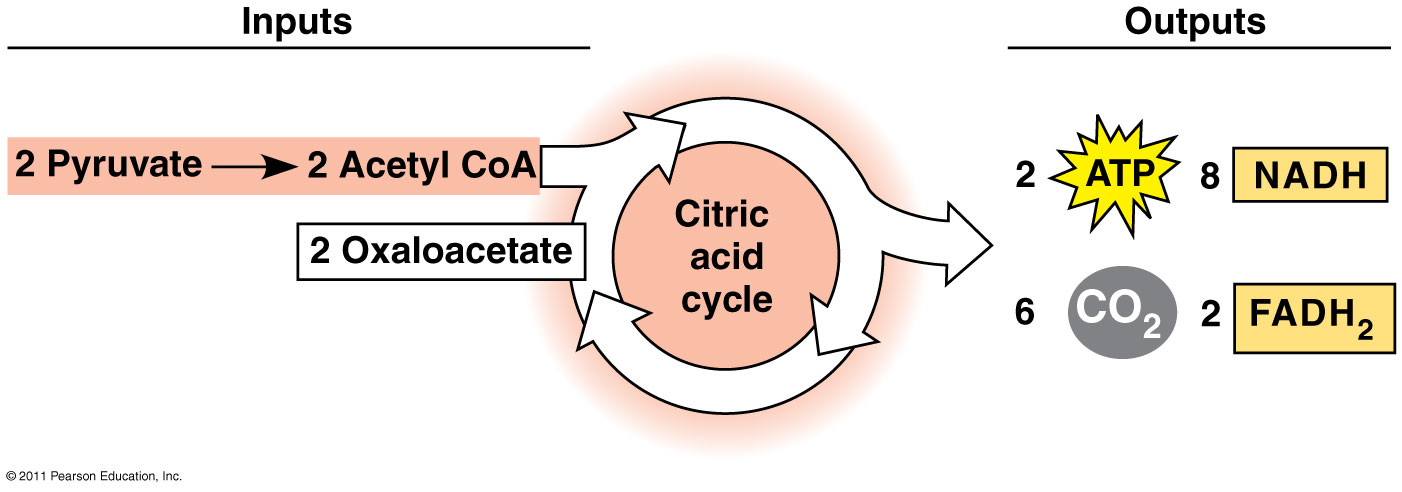 Inputs
Outputs
2 Pyruvate
2 Acetyl CoA
2 Oxaloacetate
Citric
acid
cycle
2 ATP 8 NADH
6 CO2 2 FADH2
© 2011 Pearson Education, Inc.